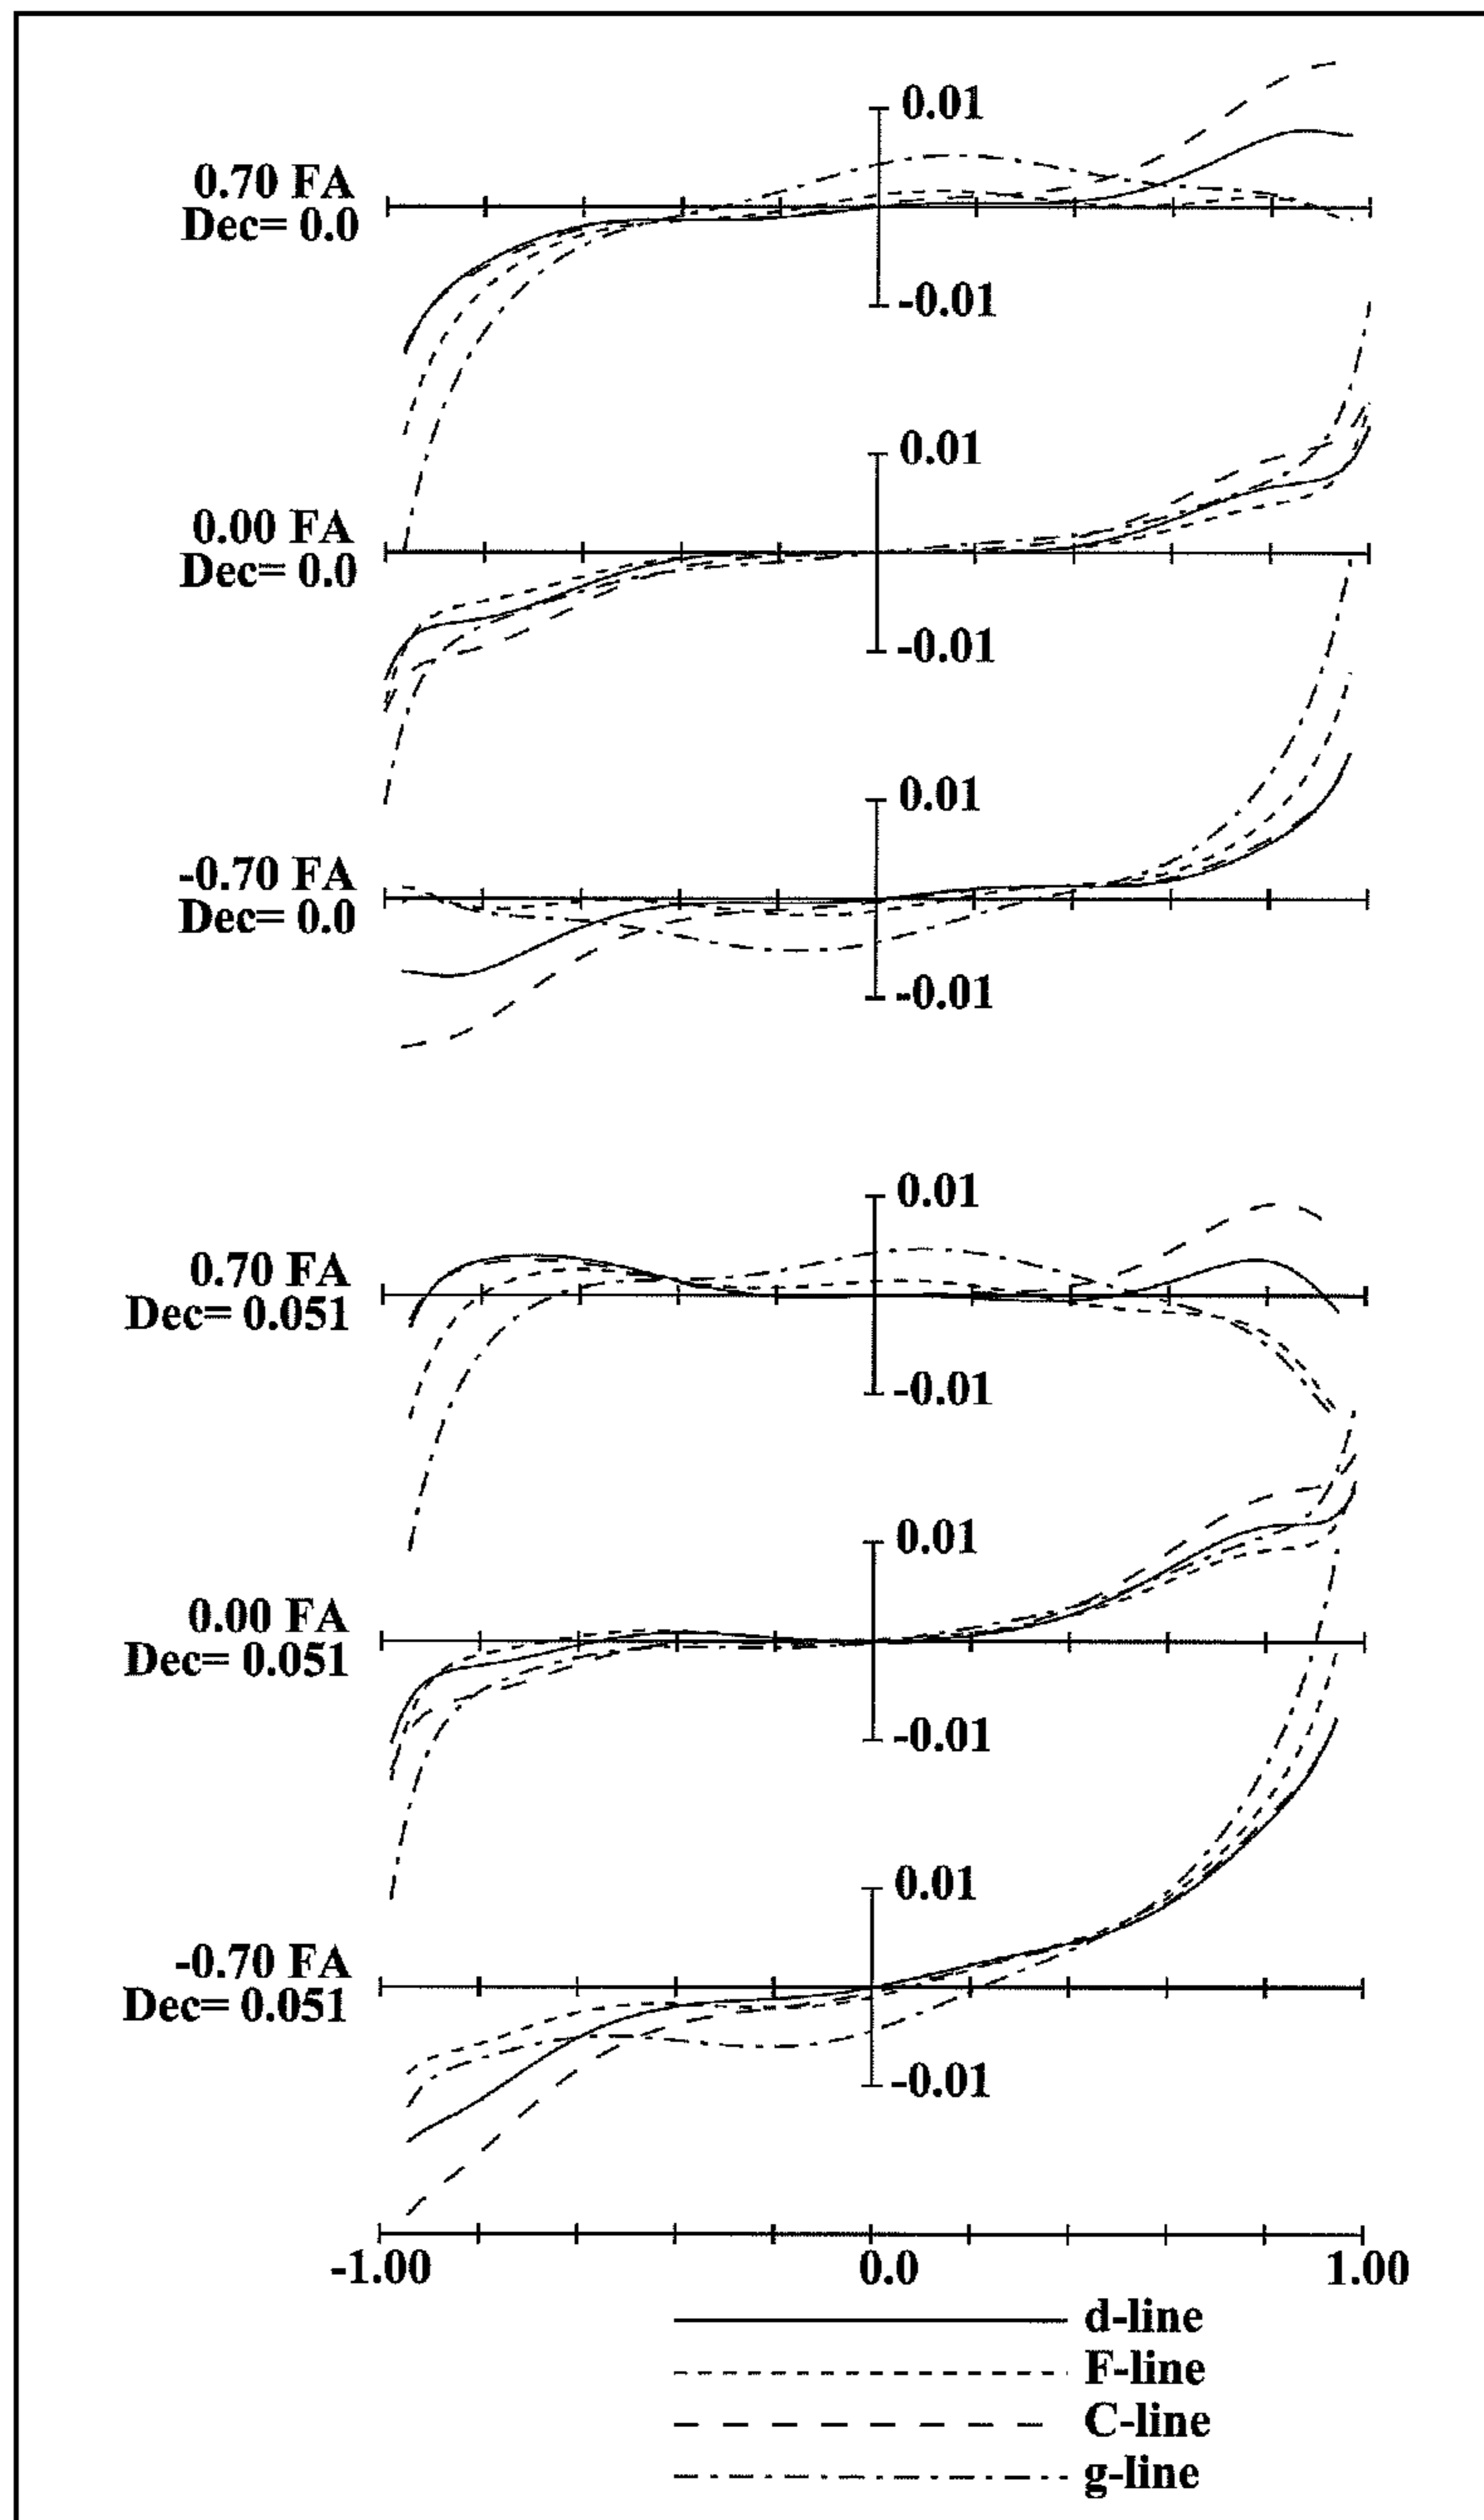 0.01
0.70 FA
Dec= 0.0
-0.01
0.01
0.00 FA
Dec= 0.0
-0.01
0.01
-0.70 FA
Dec= 0.0
-0.01
0.01
0.70 FA
Dec= 0.051
-0.01
0.01
0.00 FA
Dec= 0.051
-0.01
0.01
-0.70 FA
Dec= 0.051
-0.01
-1.00 0.0 1.00
d-line
F-line
C-line
g-line